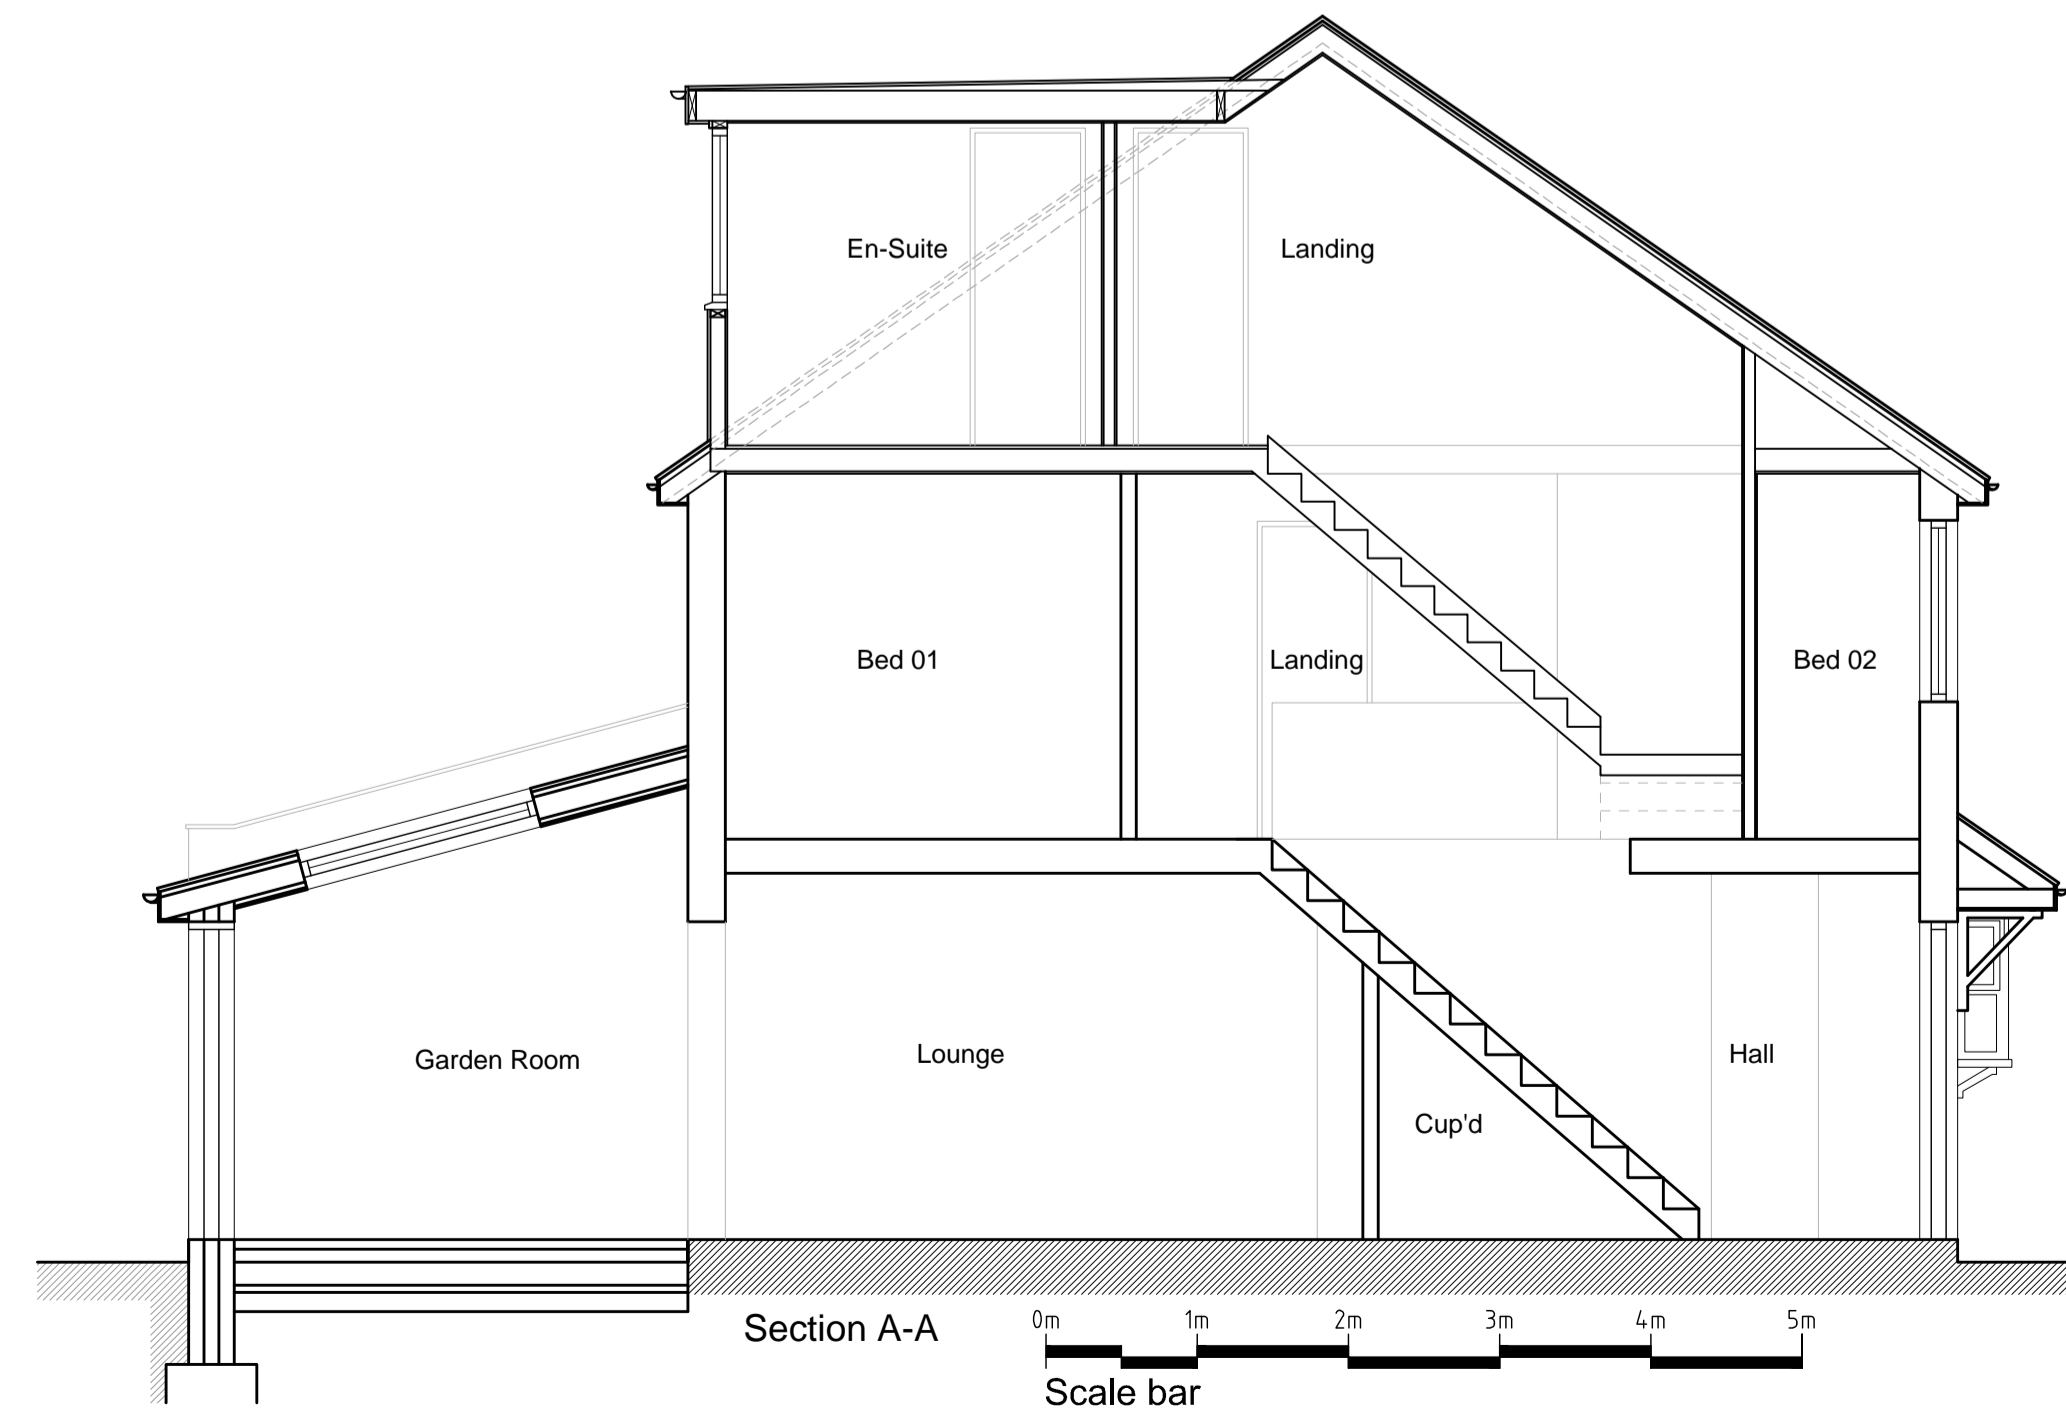 En-Suite
Landing
Bed 01
Landing
Bed 02
Garden Room
Lounge
Hall
Cup'd
Section A-A
0m 1m 2m 3m 4m 5m
Scale bar